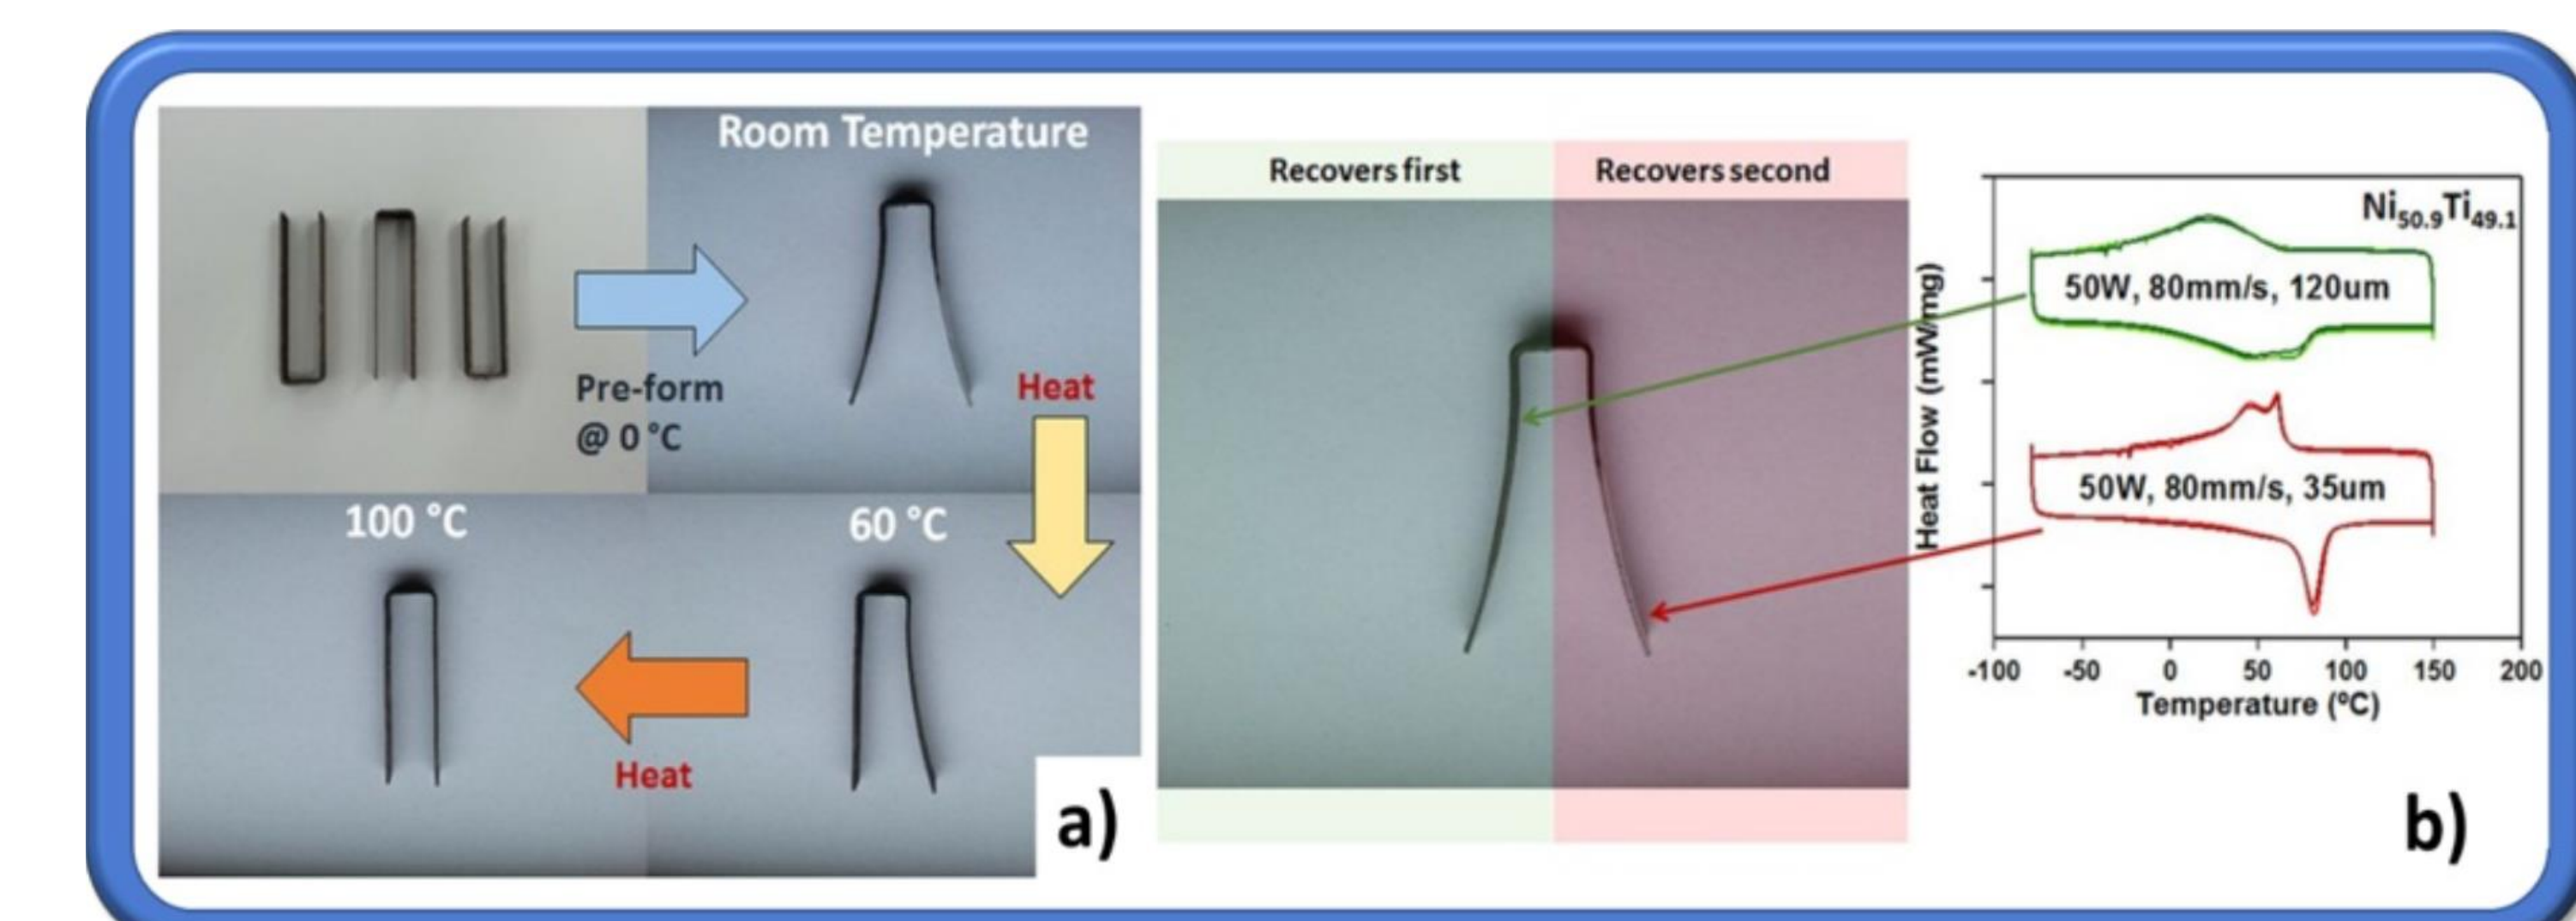 Room Temperature
Pre-form
@ 0 °C
Heat
100 °C
60 °C
Heat
a)
Recovers first
Recovers second
Heat Flow (mW/mg)
Ni50.9Ti49.1
50W, 80mm/s, 120um
50W, 80mm/s, 35um
-100 -50 0 50 100 150 200
Temperature (ºC)
b)